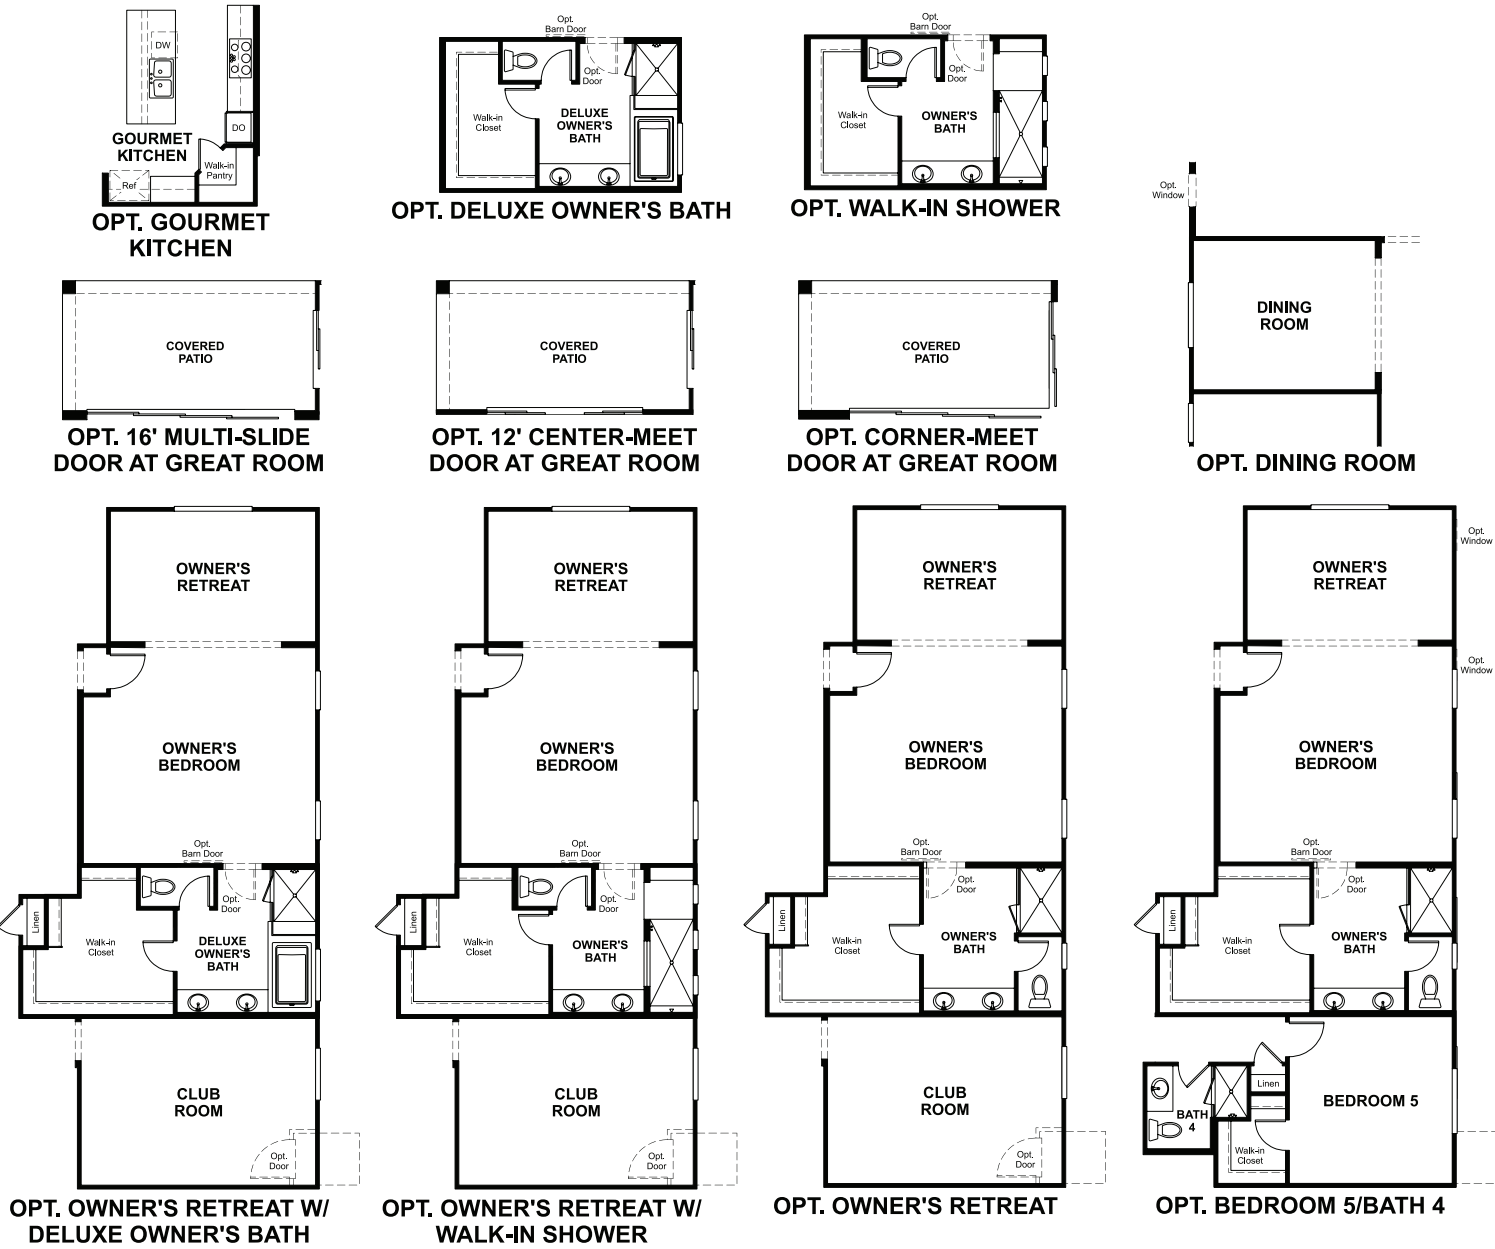 DW
GOURMET
KITCHEN
DO
Walk-in
Pantry
Ref
OPT. GOURMET
KITCHEN
Opt.
Barn Door
Opt.
Door
Walk-in
Closet
DELUXE
OWNER'S
BATH
OPT. DELUXE OWNER'S BATH
Opt.
Barn Door
Opt.
Door
Walk-in
Closet
OWNER'S
BATH
OPT. WALK-IN SHOWER
Opt.
Window
DINING
ROOM
OPT. DINING ROOM
COVERED
PATIO
OPT. 16' MULTI-SLIDE
DOOR AT GREAT ROOM
COVERED
PATIO
OPT. 12' CENTER-MEET
DOOR AT GREAT ROOM
COVERED
PATIO
OPT. CORNER-MEET
DOOR AT GREAT ROOM
OWNER'S
RETREAT
OWNER'S
BEDROOM
Opt.
Barn Door
Opt.
Door
Linen
Walk-in
Closet
DELUXE
OWNER'S
BATH
CLUB
ROOM
Opt.
Door
OPT. OWNER'S RETREAT W/
DELUXE OWNER'S BATH
OWNER'S
RETREAT
OWNER'S
BEDROOM
Opt.
Barn Door
Opt.
Door
Linen
Walk-in
Closet
OWNER'S
BATH
CLUB
ROOM
Opt.
Door
OPT. OWNER'S RETREAT W/
WALK-IN SHOWER
OWNER'S
RETREAT
OWNER'S
BEDROOM
Opt.
Barn Door
Opt.
Door
Linen
Walk-in
Closet
OWNER'S
BATH
CLUB
ROOM
Opt.
Door
OPT. OWNER'S RETREAT
OWNER'S
RETREAT
Opt.
Window
Opt.
Window
OWNER'S
BEDROOM
Opt.
Barn Door
Opt.
Door
Linen
Walk-in
Closet
OWNER'S
BATH
Linen
BEDROOM 5
BATH
4
Walk-in
Closet
OPT. BEDROOM 5/BATH 4